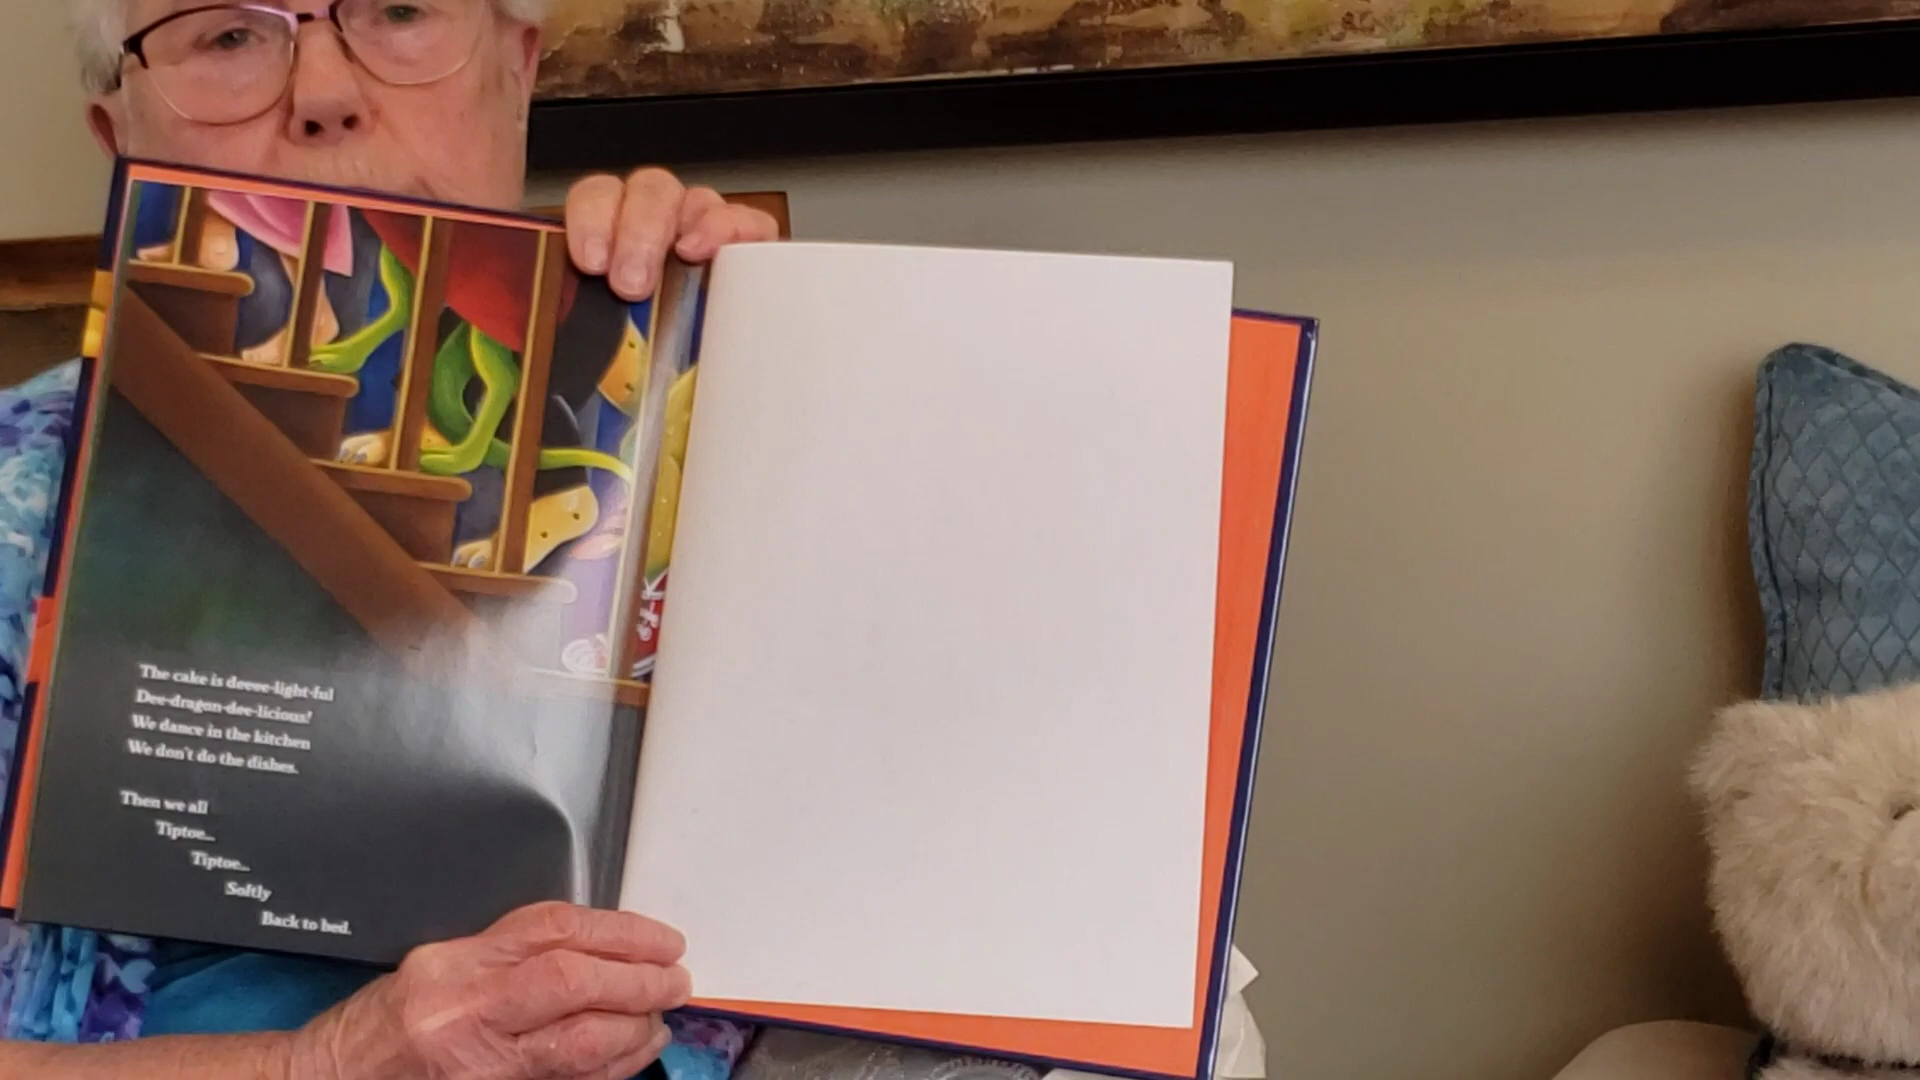 The cake is deeee-light-ful
Dee-dragon-dee-licious!
We dance in the kitchen
We don't do the dishes.
Then we all
Tiptoe...
Tiptoe...
Softly
Back to bed.